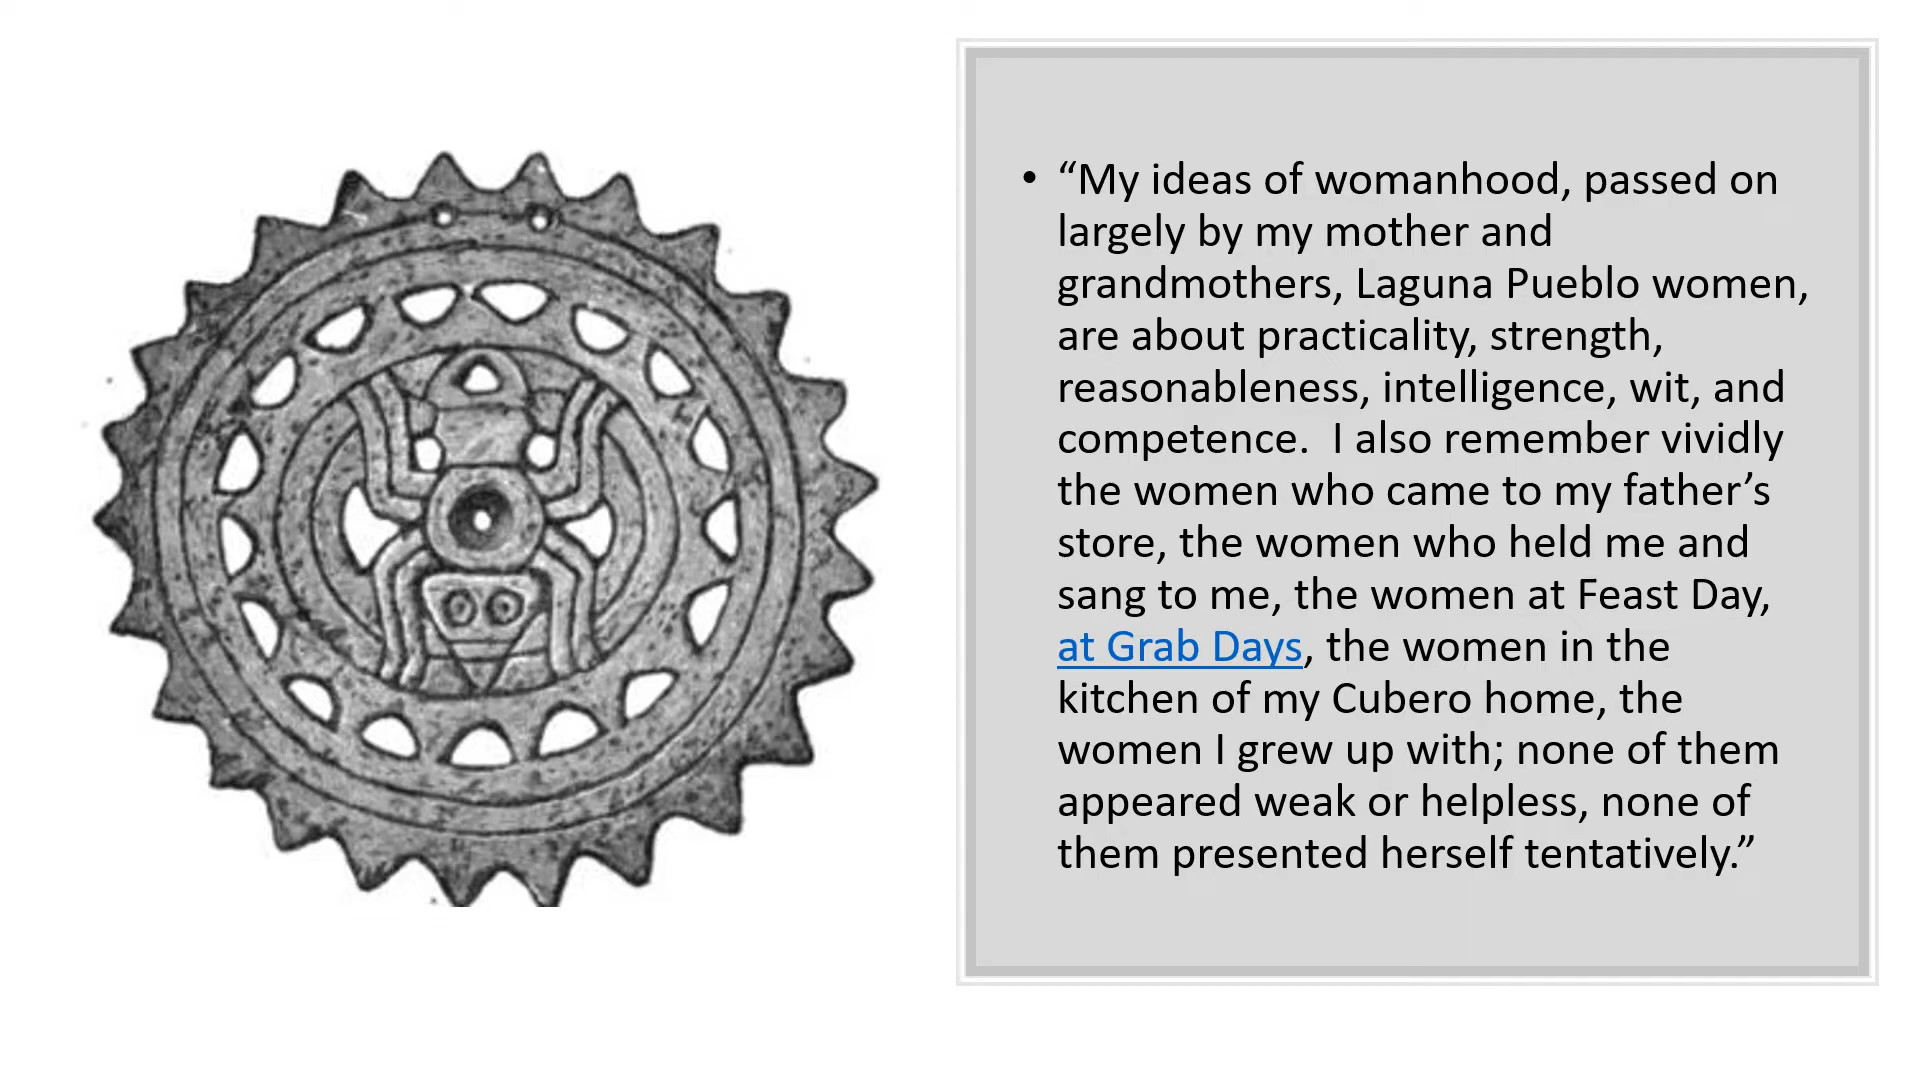 • “My ideas of womanhood, passed on
largely by my mother and
grandmothers, Laguna Pueblo women,
are about practicality, strength,
reasonableness, intelligence, wit, and
competence.  I also remember vividly
the women who came to my father’s
store, the women who held me and
sang to me, the women at Feast Day,
at Grab Days, the women in the
kitchen of my Cubero home, the
women I grew up with; none of them
appeared weak or helpless, none of
them presented herself tentatively.”